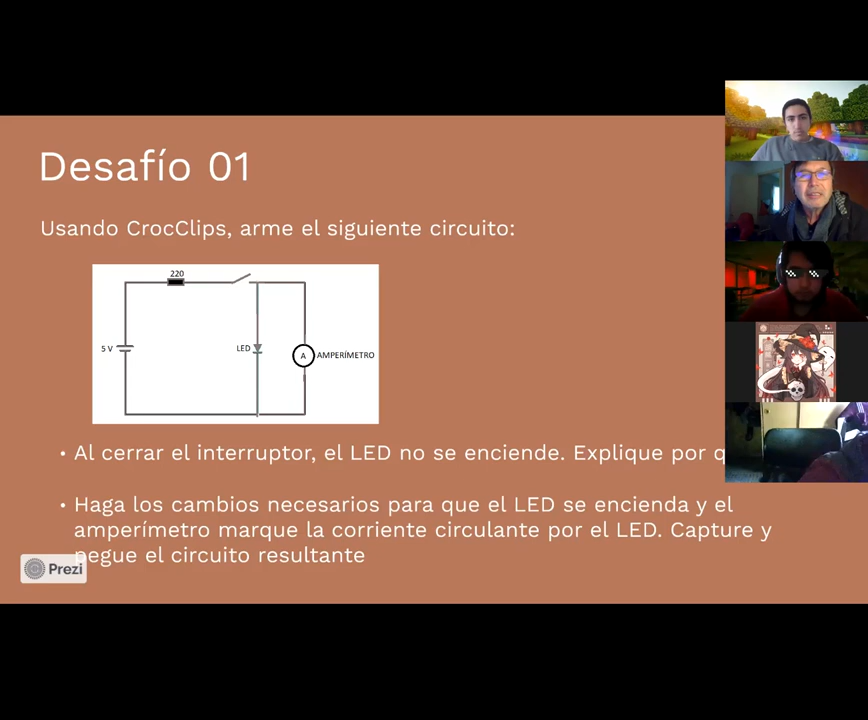 Desafío 01
Usando CrocClips, arme el siguiente circuito:
220
5 V
LED
A
AMPERÍMETRO
• Al cerrar el interruptor, el LED no se enciende. Explique por
• Haga los cambios necesarios para que el LED se encienda y el
amperímetro marque la corriente circulante por el LED. Capture y
pegue el circuito resultante
Prezi